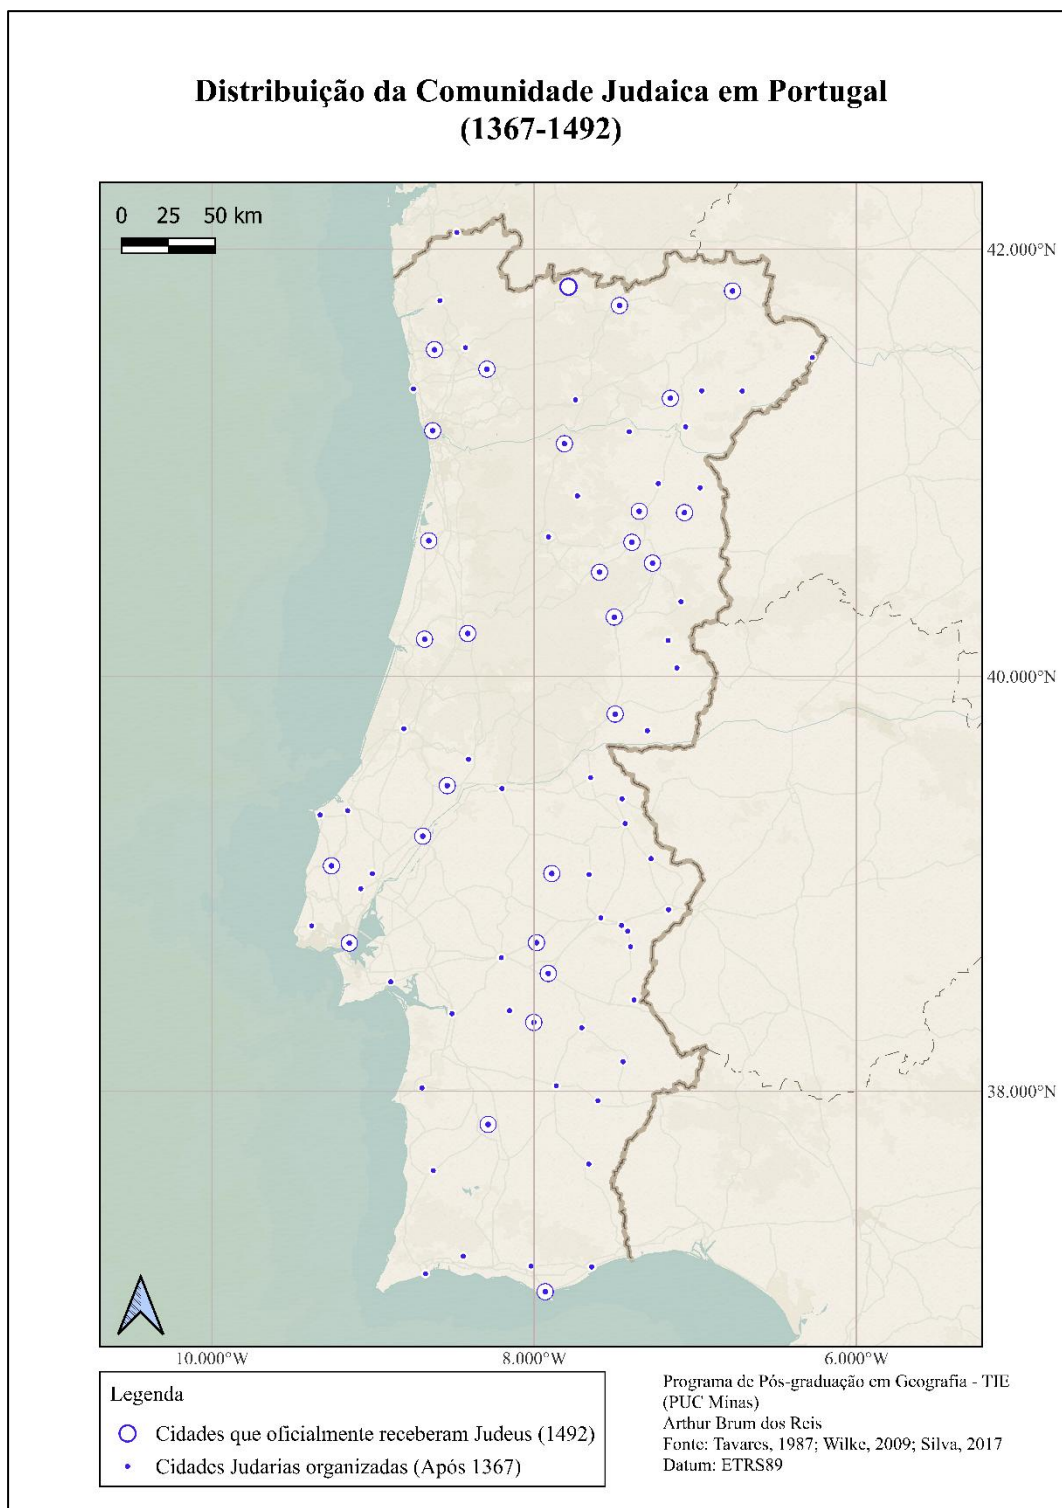 Distribuição da Comunidade Judaica em Portugal
(1367-1492)
0 25 50 km
42.000°N
40.000°N
38.000°N
10.000°W 8.000°W 6.000°W
Legenda
Cidades que oficialmente receberam Judeus (1492)
Cidades Judarias organizadas (Após 1367)
Programa de Pós-graduação em Geografia - TIE
(PUC Minas)
Arthur Brum dos Reis
Fonte: Tavares, 1987; Wilke, 2009; Silva, 2017
Datum: ETRS89